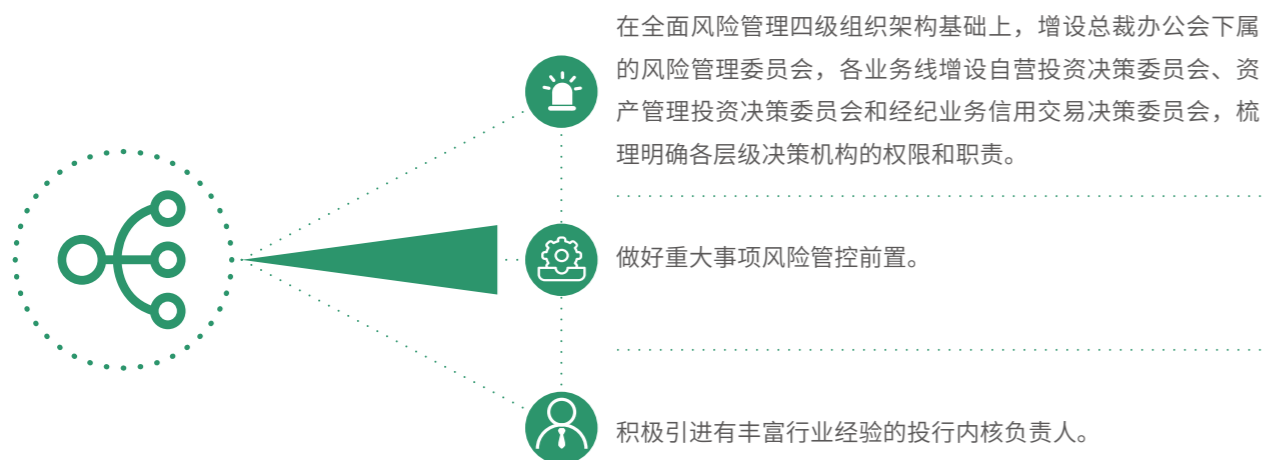 在全面风险管理四级组织架构基础上，增设总裁办公会下属
的风险管理委员会，各业务线增设自营投资决策委员会、资
产管理投资决策委员会和经纪业务信用交易决策委员会，梳
理明确各层级决策机构的权限和职责。
做好重大事项风险管控前置。
积极引进有丰富行业经验的投行内核负责人。